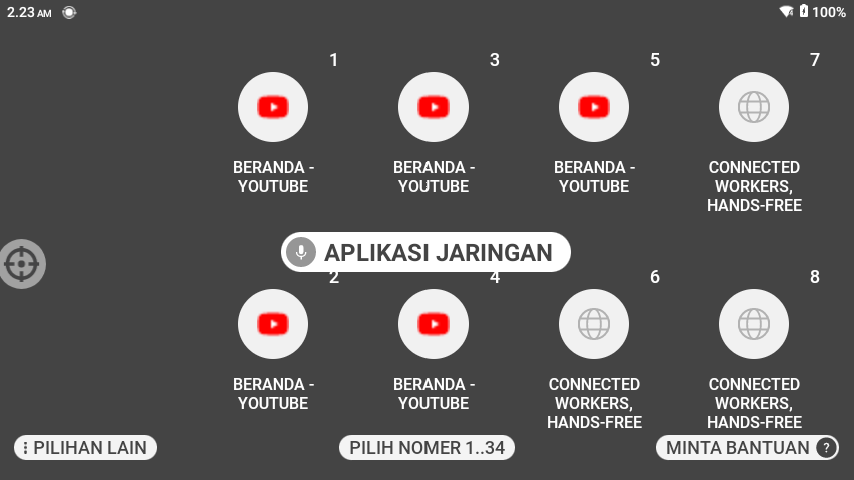 2.23 AM
100%
1
3
5
7
BERANDA -
YOUTUBE
BERANDA -
YOUTUBE
BERANDA -
YOUTUBE
CONNECTED
WORKERS,
HANDS-FREE
APLIKASI JARINGAN
2
4
6
8
BERANDA -
YOUTUBE
BERANDA -
YOUTUBE
CONNECTED
WORKERS,
HANDS-FREE
CONNECTED
WORKERS,
HANDS-FREE
PILIHAN LAIN
PILIH NOMER 1..34
MINTA BANTUAN ?